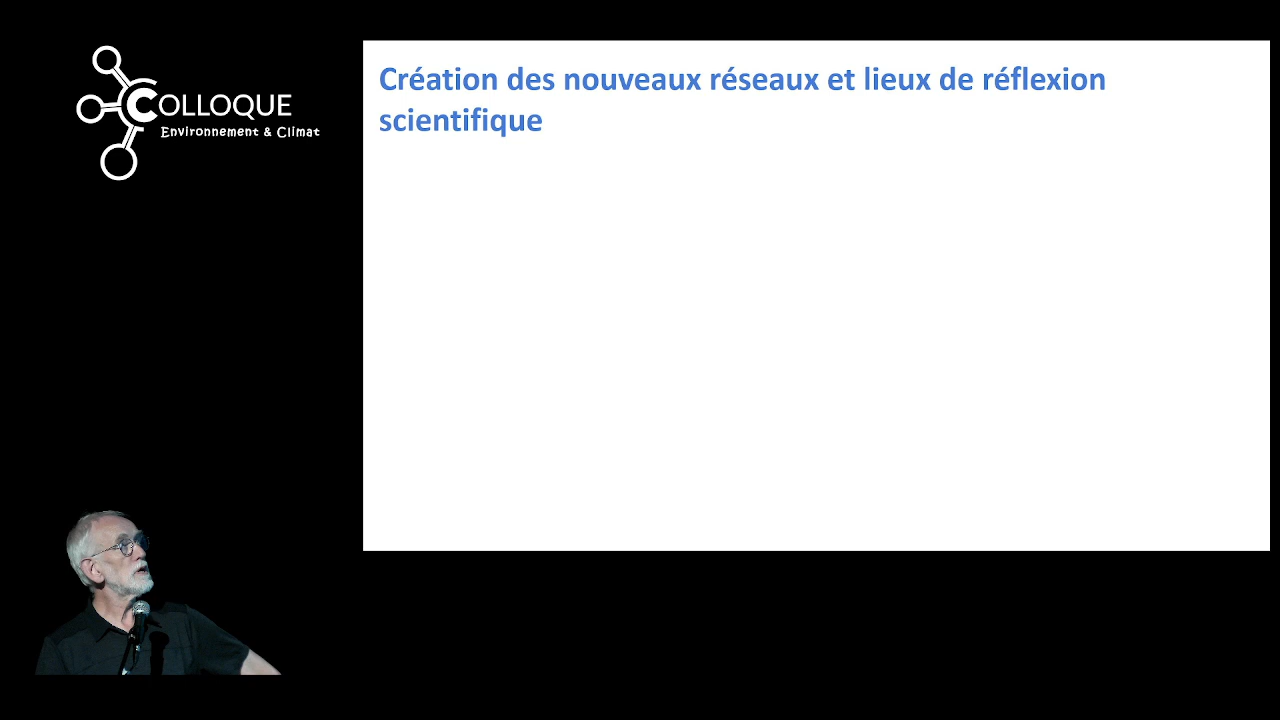 COLLOQUE
Environnement & Climat
Création des nouveaux réseaux et lieux de réflexion
scientifique